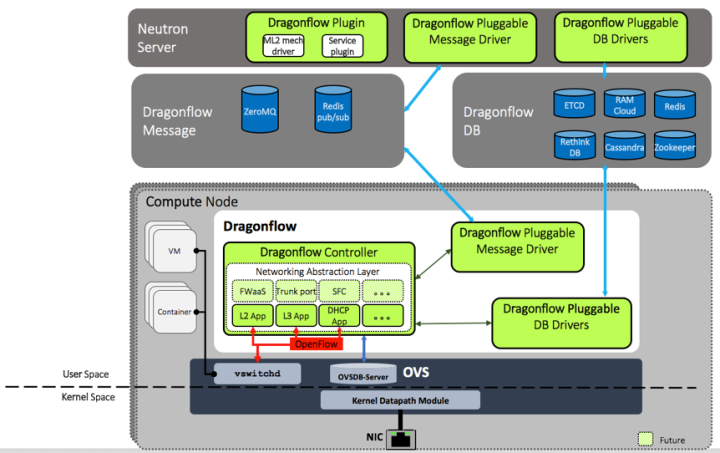 Neutron
Server
Dragonflow Plugin
ML2 mech
driver
Service
plugin
Dragonflow Pluggable
Message Driver
Dragonflow Pluggable
DB Drivers
Dragonflow
Message
ZeroMQ
Redis
pub/sub
Dragonflow
DB
ETCD
RAM
Cloud
Redis
Rethink
DB
Cassandra
Zookeeper
Compute Node
VM
Container
Dragonflow
Dragonflow Controller
Networking Abstraction Layer
FWaaS
Trunk port
SFC
...
L2 App
L3 App
DHCP
App
...
OpenFlow
Dragonflow Pluggable
Message Driver
Dragonflow Pluggable
DB Drivers
vswitchd
OVSDB-Server
OVS
User Space
Kernel Space
Kernel Datapath Module
NIC
Future